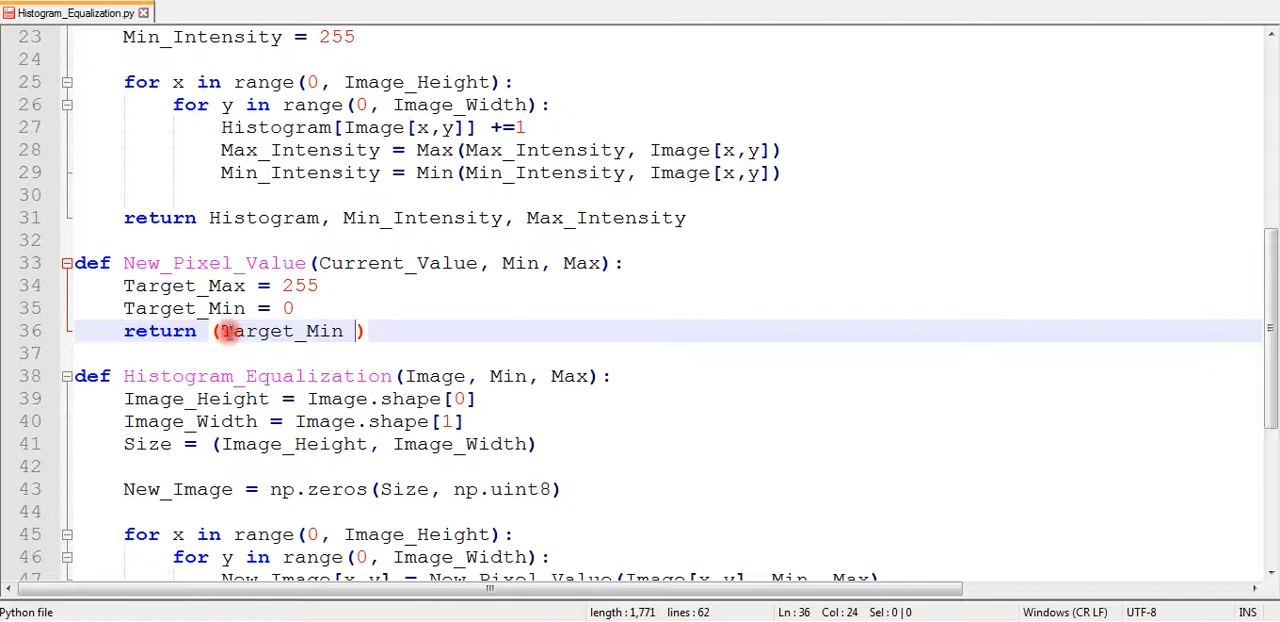 Histogram_Equalization.py
23 Min_Intensity = 255
24
25 for x in range(0, Image_Height):
26 for y in range(0, Image_Width):
27 Histogram[Image[x,y]] +=1
28 Max_Intensity = Max(Max_Intensity, Image[x,y])
29 Min_Intensity = Min(Min_Intensity, Image[x,y])
30
31 return Histogram, Min_Intensity, Max_Intensity
32
33 def New_Pixel_Value(Current_Value, Min, Max):
34 Target_Max = 255
35 Target_Min = 0
36 return (Target_Min )
37
38 def Histogram_Equalization(Image, Min, Max):
39 Image_Height = Image.shape[0]
40 Image_Width = Image.shape[1]
41 Size = (Image_Height, Image_Width)
42
43 New_Image = np.zeros(Size, np.uint8)
44
45 for x in range(0, Image_Height):
46 for y in range(0, Image_Width):
47 New_Image[x,y] = New_Pixel_Value(Image[x,y], Min, Max)
Python file length : 1,771 lines : 62 Ln : 36 Col : 24 Sel : 0 | 0 Windows (CR LF) UTF-8 INS